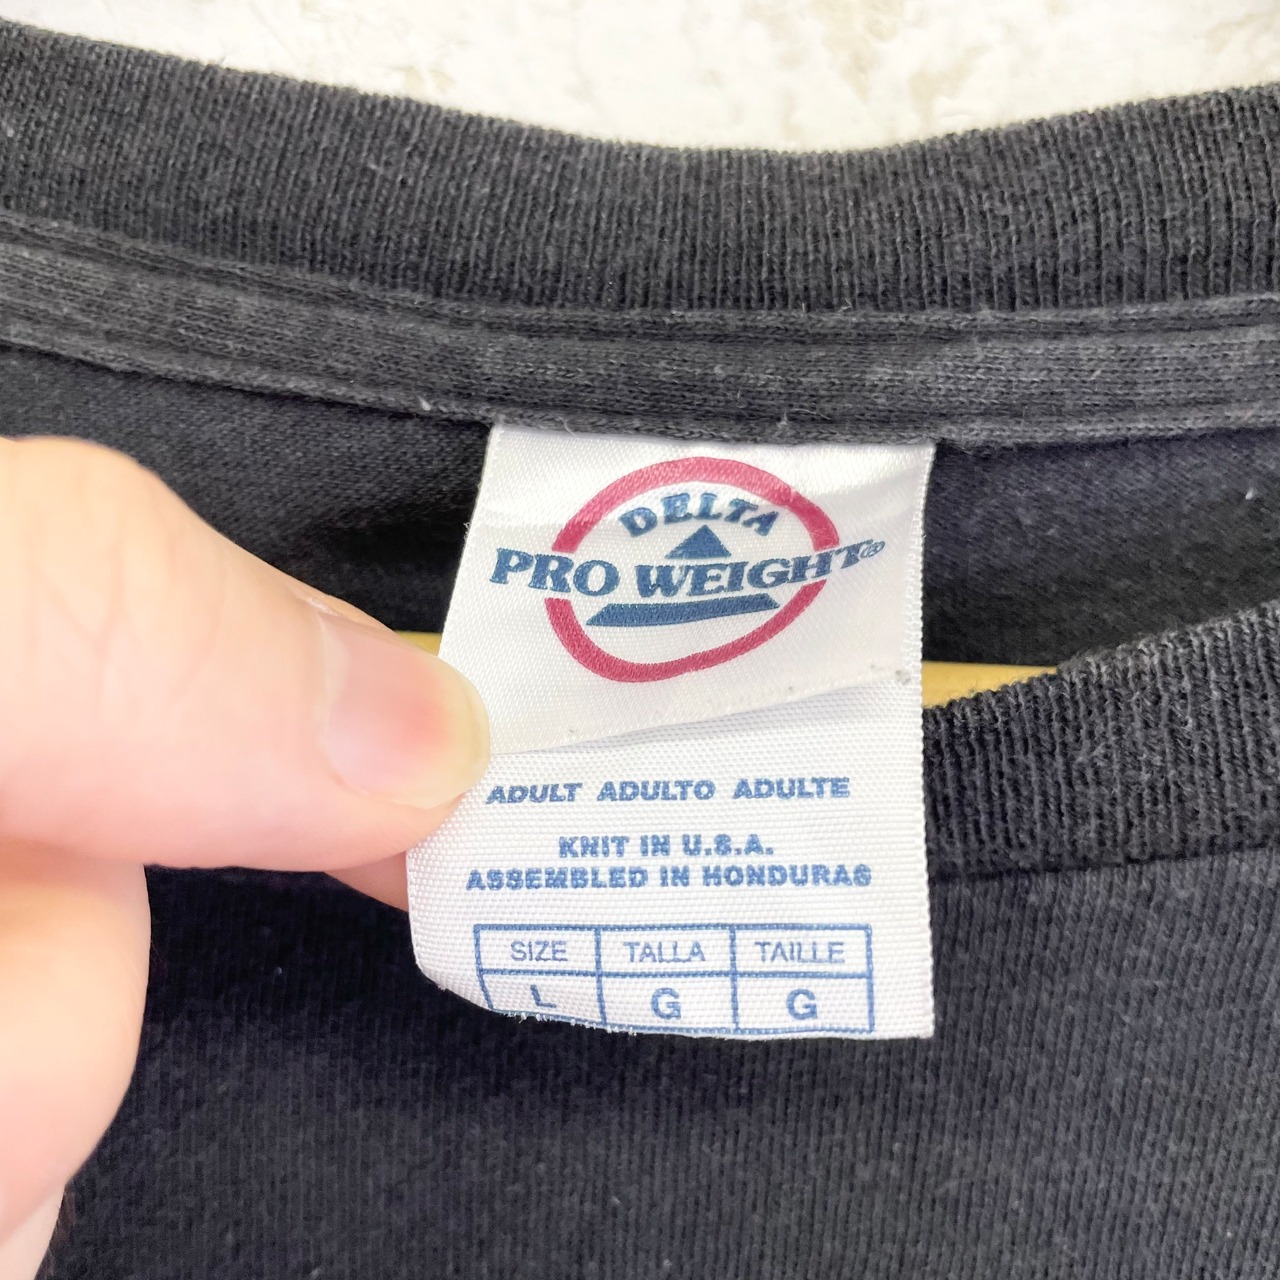 DELTA
PRO WEIGHT®
ADULT ADULTO ADULTE
KNIT IN U.S.A.
ASSEMBLED IN HONDURAS
SIZE TALLA TAILLE
L G G